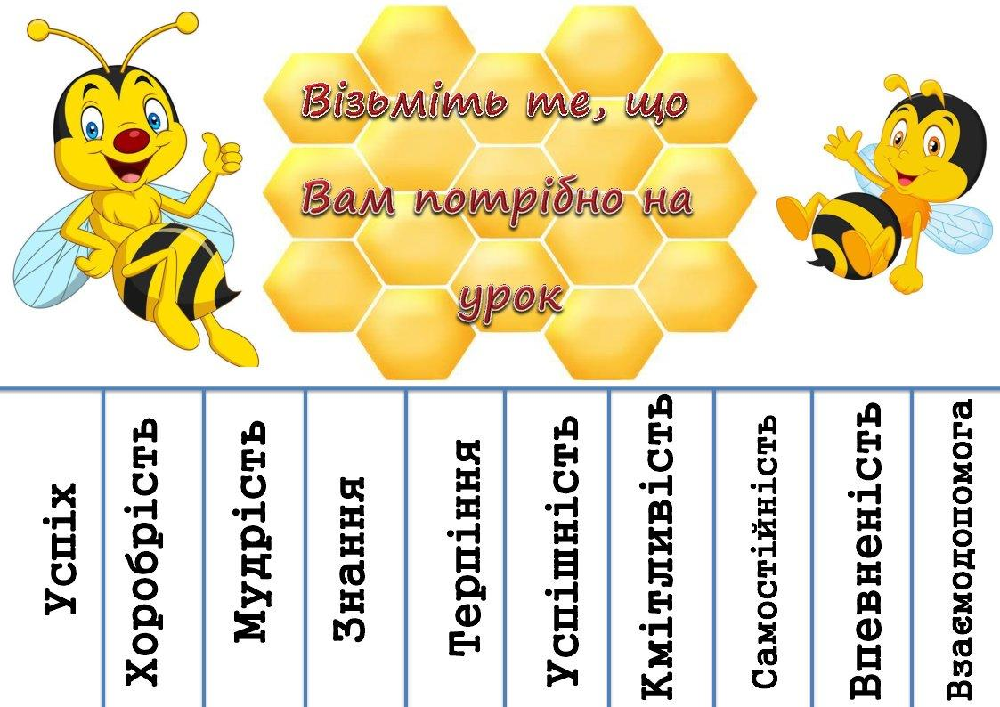 Візьміть те, що
Вам потрібно на
урок
Успіх
Хоробрість
Мудрість
Знання
Терпіння
Успішність
Кмітливість
Самостійність
Впевненість
Взаємодопомога